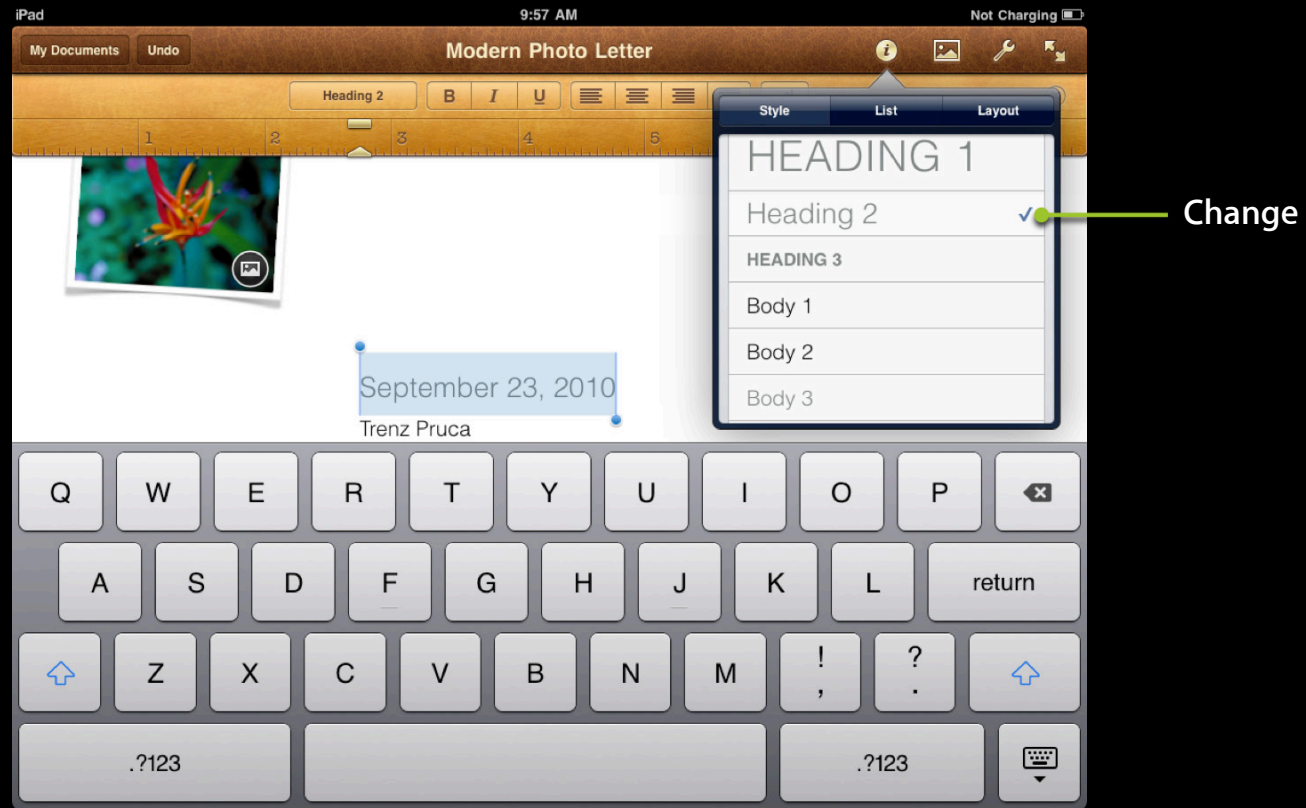 iPad 9:57 AM Not Charging
My Documents Undo Modern Photo Letter
Heading 2 B I U
1 2 3 4 5
Style List Layout
HEADING 1
Heading 2
HEADING 3
Body 1
Body 2
Body 3
Change
September 23, 2010
Trenz Pruca
Q W E R T Y U I O P
A S D F G H J K L return
Z X C V B N M ! , ? .
.?123 .?123